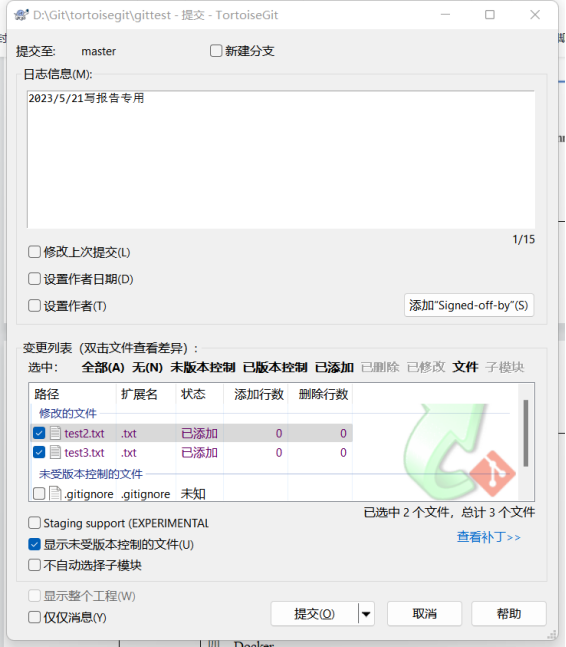 D:\Git\tortoisegit\gittest - 提交 - TortoiseGit
提交至: master 新建分支
日志信息(M):
2023/5/21写报告专用
1/15
修改上次提交(L)
设置作者日期(D)
设置作者(T) 添加"Signed-off-by"(S)
变更列表（双击文件查看差异）:
选中: 全部(A) 无(N) 未版本控制 已版本控制 已添加 已删除 已修改 文件 子模块
路径 扩展名 状态 添加行数 删除行数
修改的文件
test2.txt .txt 已添加 0 0
test3.txt .txt 已添加 0 0
未受版本控制的文件
.gitignore .gitignore 未知
已选中 2 个文件，总计 3 个文件
Staging support (EXPERIMENTAL
显示未受版本控制的文件(U) 查看补丁>>
不自动选择子模块
显示整个工程(W)
仅仅消息(Y) 提交(O) 取消 帮助
Docker